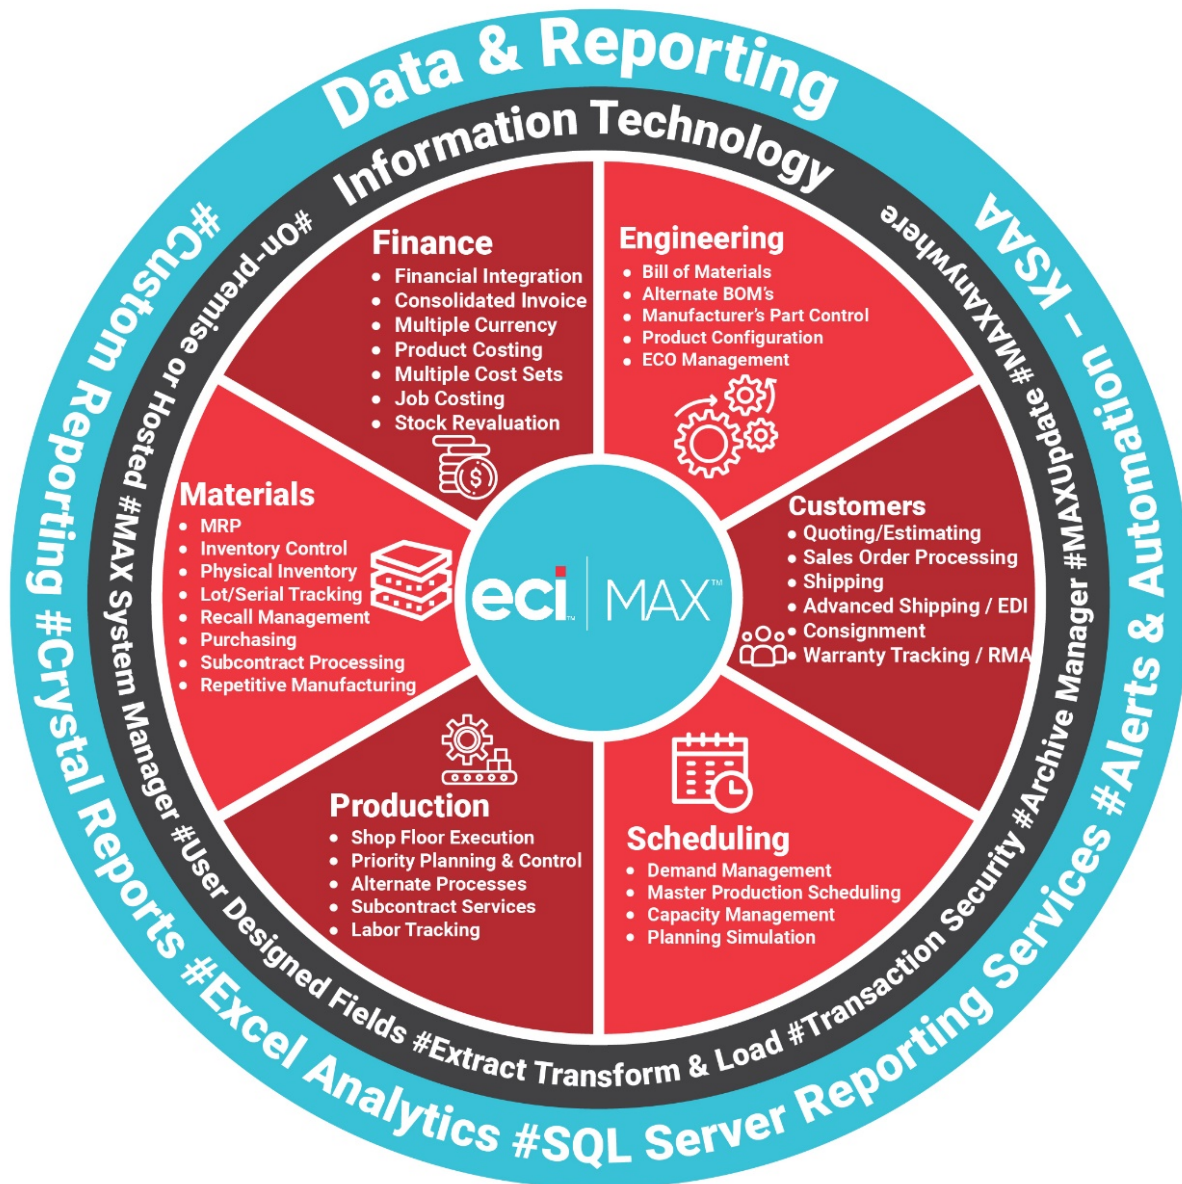 Data & Reporting
#Custom Reporting #Crystal Reports #Excel Analytics #SQL Server Reporting Services #Alerts & Automation – KSAA
Information Technology
#On-premise or Hosted #MAX System Manager #User Designed Fields #Extract Transform & Load #Transaction Security #Archive Manager #MAXUpdate #MAXAnywhere
Finance
• Financial Integration
• Consolidated Invoice
• Multiple Currency
• Product Costing
• Multiple Cost Sets
• Job Costing
• Stock Revaluation
Engineering
• Bill of Materials
• Alternate BOM's
• Manufacturer's Part Control
• Product Configuration
• ECO Management
Materials
• MRP
• Inventory Control
• Physical Inventory
• Lot/Serial Tracking
• Recall Management
• Purchasing
• Subcontract Processing
• Repetitive Manufacturing
eci™ | MAX™
Customers
• Quoting/Estimating
• Sales Order Processing
• Shipping
• Advanced Shipping / EDI
• Consignment
• Warranty Tracking / RMA
Production
• Shop Floor Execution
• Priority Planning & Control
• Alternate Processes
• Subcontract Services
• Labor Tracking
Scheduling
• Demand Management
• Master Production Scheduling
• Capacity Management
• Planning Simulation